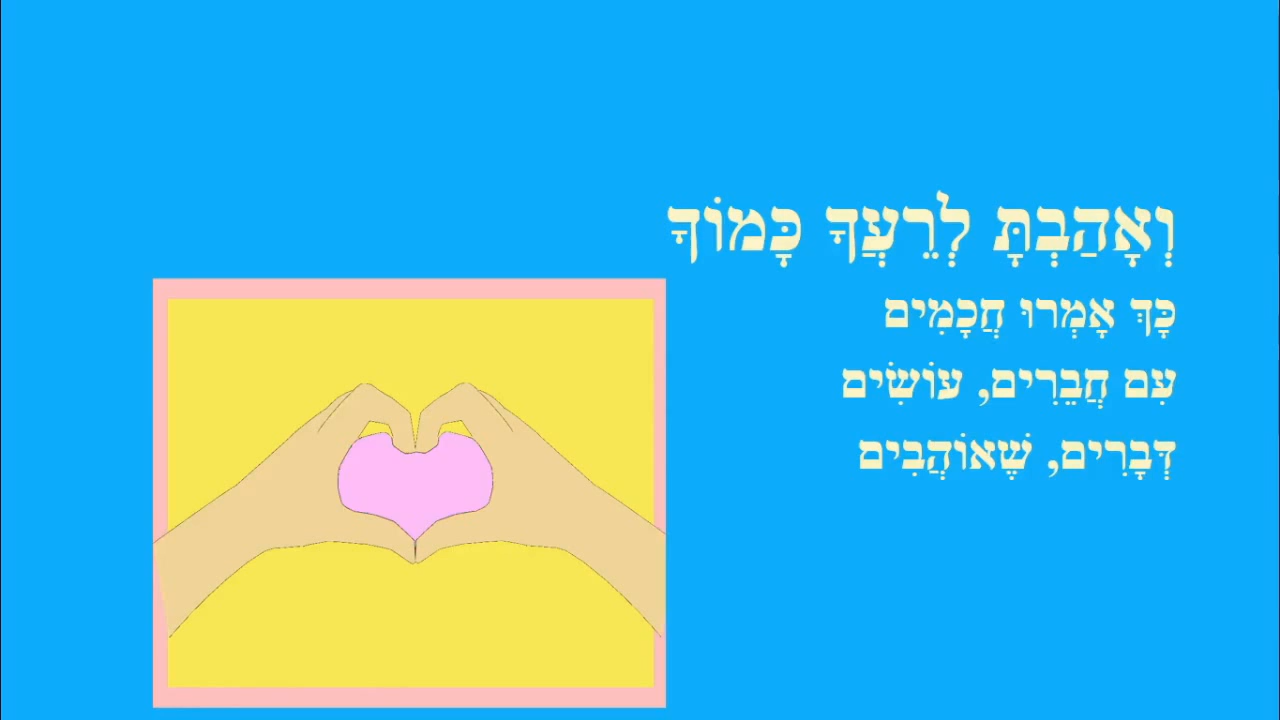 וְאָהַבְתָּ לְרֵעֲךָ כָּמוֹךָ
כָּךְ אָמְרוּ חֲכָמִים
עִם חֲבֵרִים, עוֹשִׂים
דְּבָרִים, שֶׁאוֹהֲבִים